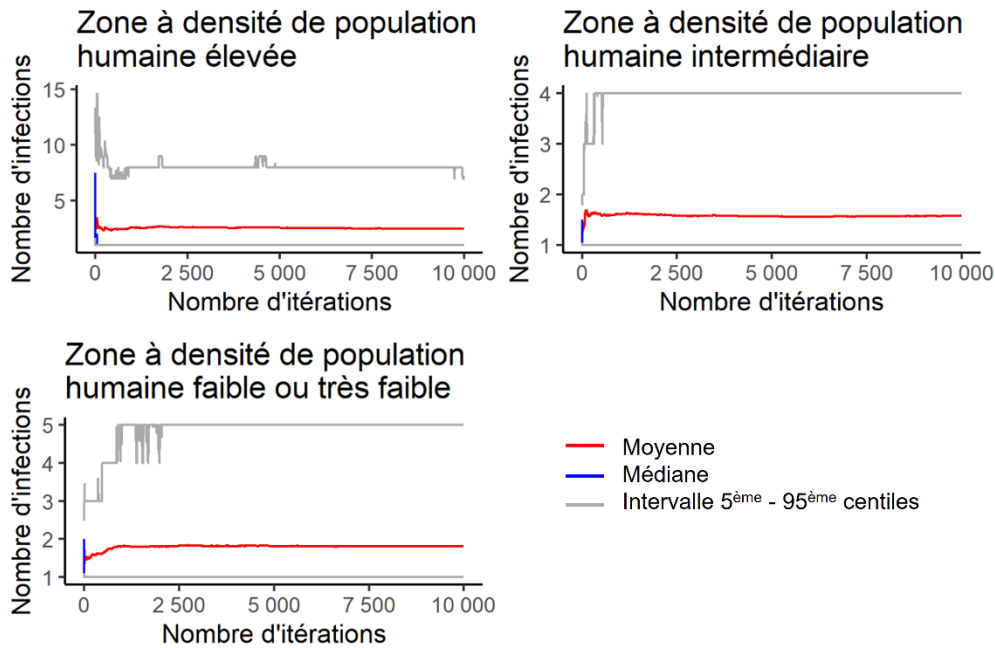 Zone à densité de population
humaine élevée
Nombre d'infections
15
10
5
0
2 500
5 000
7 500
10 000
Nombre d'itérations
Zone à densité de population
humaine intermédiaire
Nombre d'infections
4
3
2
1
0
2 500
5 000
7 500
10 000
Nombre d'itérations
Zone à densité de population
humaine faible ou très faible
Nombre d'infections
5
4
3
2
1
0
2 500
5 000
7 500
10 000
Nombre d'itérations
Moyenne
Médiane
Intervalle 5ème - 95ème centiles